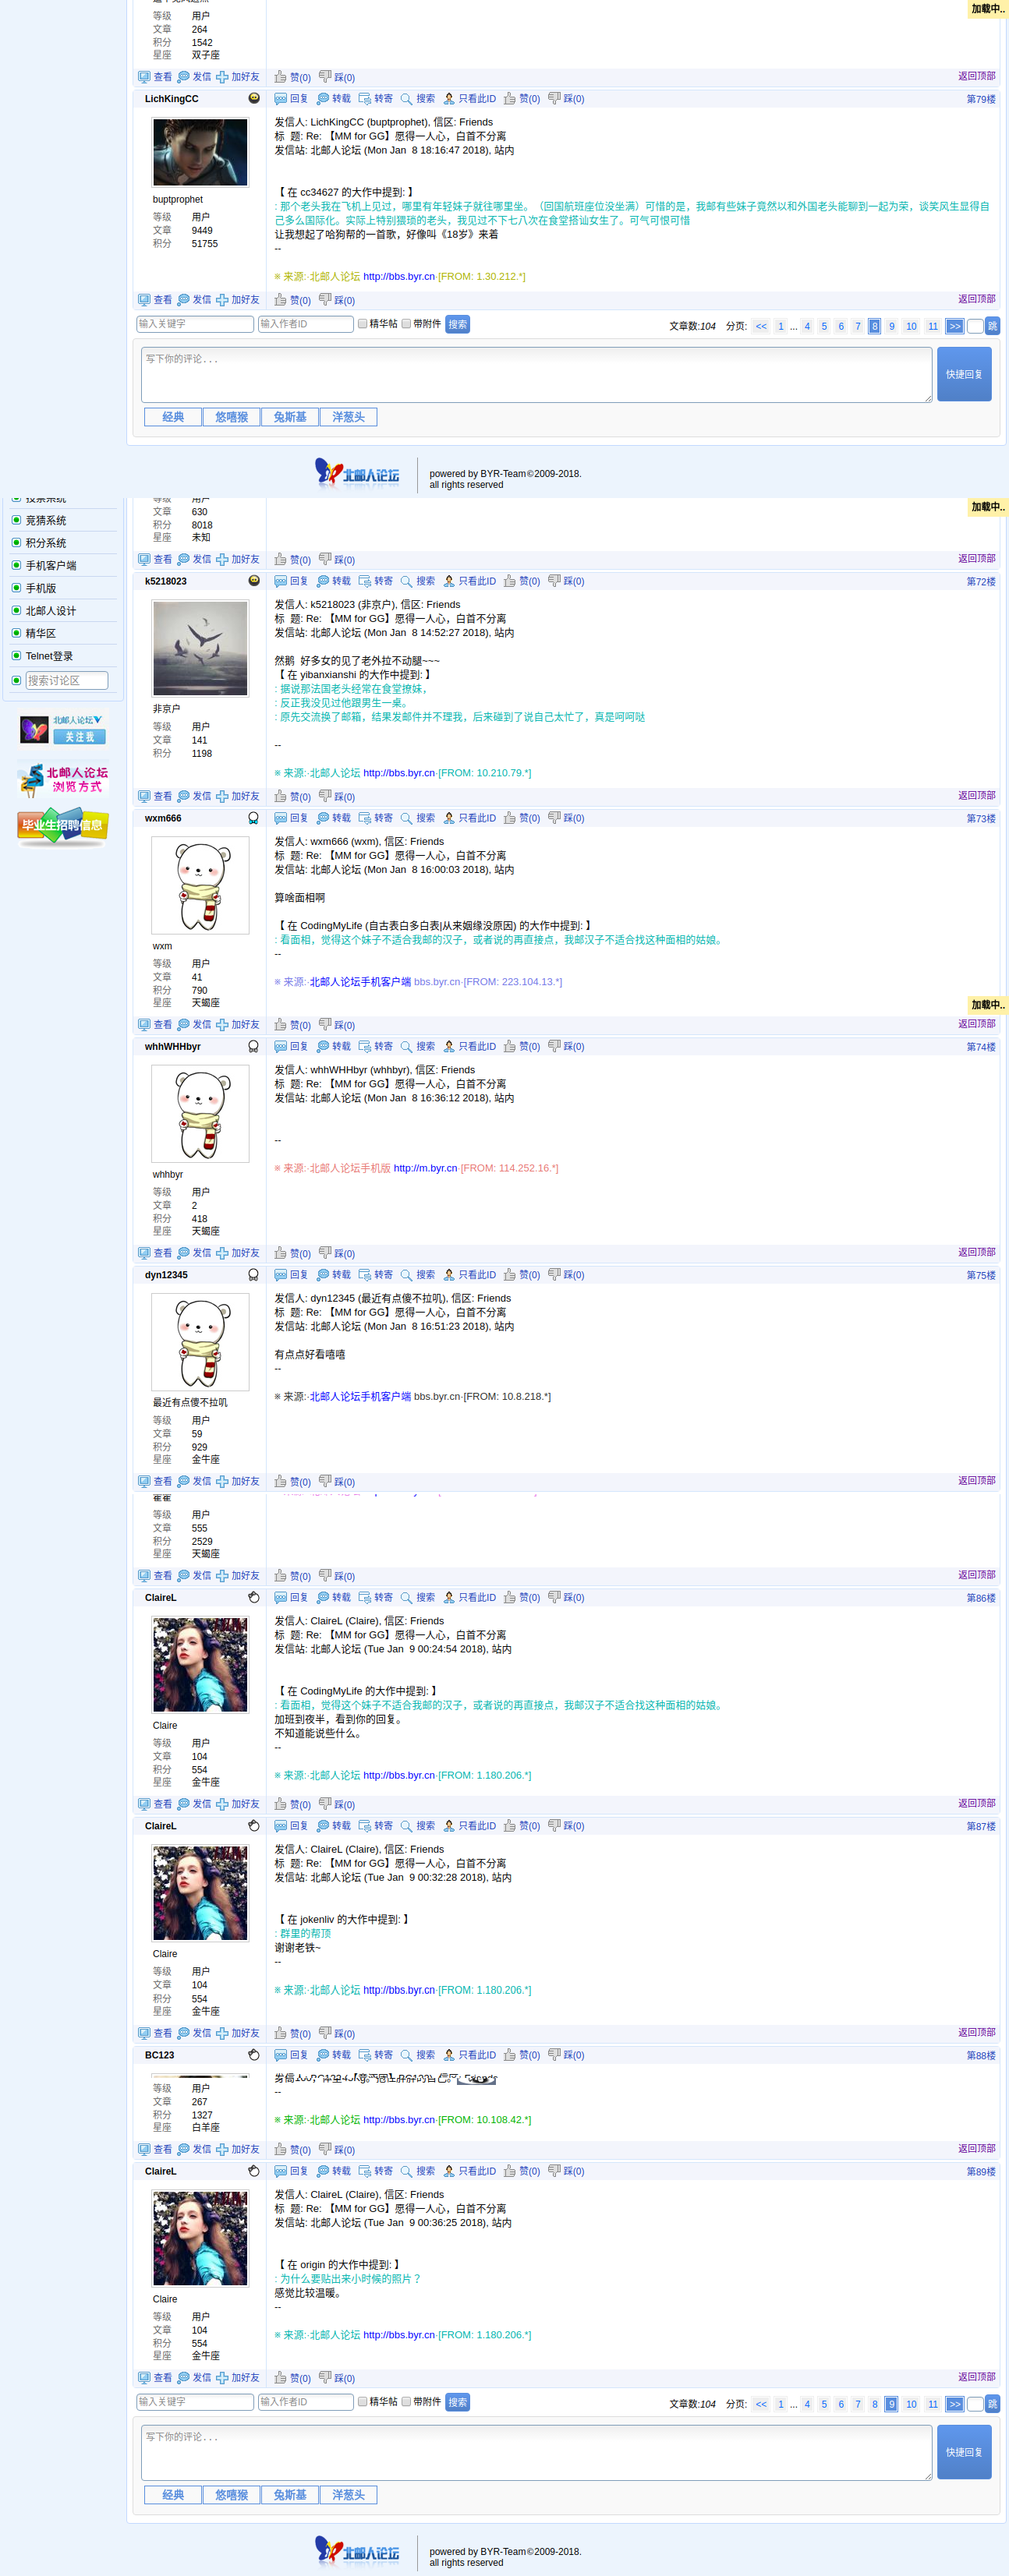 加载中..
等级 用户
文章 264
积分 1542
星座 双子座
查看 发信 加好友 赞(0) 踩(0) 返回顶部
LichKingCC 回复 转载 转寄 搜索 只看此ID 赞(0) 踩(0) 第79楼
发信人: LichKingCC (buptprophet), 信区: Friends
标  题: Re: 【MM for GG】愿得一人心，白首不分离
发信站: 北邮人论坛 (Mon Jan  8 18:16:47 2018), 站内
【 在 cc34627 的大作中提到: 】
: 那个老头我在飞机上见过，哪里有年轻妹子就往哪里坐。（回国航班座位没坐满）可惜的是，我邮有些妹子竟然以和外国老头能聊到一起为荣，谈笑风生显得自
己多么国际化。实际上特别猥琐的老头，我见过不下七八次在食堂搭讪女生了。可气可恨可惜
让我想起了哈狗帮的一首歌，好像叫《18岁》来着
--
※ 来源:·北邮人论坛 http://bbs.byr.cn·[FROM: 1.30.212.*]
buptprophet
等级 用户
文章 9449
积分 51755
查看 发信 加好友 赞(0) 踩(0) 返回顶部
输入关键字 输入作者ID 精华帖 带附件 搜索 文章数:104 分页: << 1 ... 4 5 6 7 8 9 10 11 >> 跳
写下你的评论...
快捷回复
经典 悠嘻猴 兔斯基 洋葱头
北邮人论坛
powered by BYR-Team©2009-2018.
all rights reserved
投票系统
竞猜系统
积分系统
手机客户端
手机版
北邮人设计
精华区
Telnet登录
搜索讨论区
北邮人论坛
关注我
北邮人论坛
浏览方式
毕业生招聘信息
加载中..
等级 用户
文章 630
积分 8018
星座 未知
查看 发信 加好友 赞(0) 踩(0) 返回顶部
k5218023 回复 转载 转寄 搜索 只看此ID 赞(0) 踩(0) 第72楼
发信人: k5218023 (非京户), 信区: Friends
标  题: Re: 【MM for GG】愿得一人心，白首不分离
发信站: 北邮人论坛 (Mon Jan  8 14:52:27 2018), 站内
然鹅  好多女的见了老外拉不动腿~~~
【 在 yibanxianshi 的大作中提到: 】
: 据说那法国老头经常在食堂撩妹，
: 反正我没见过他跟男生一桌。
: 原先交流换了邮箱，结果发邮件并不理我，后来碰到了说自己太忙了，真是呵呵哒
--
※ 来源:·北邮人论坛 http://bbs.byr.cn·[FROM: 10.210.79.*]
非京户
等级 用户
文章 141
积分 1198
查看 发信 加好友 赞(0) 踩(0) 返回顶部
wxm666 回复 转载 转寄 搜索 只看此ID 赞(0) 踩(0) 第73楼
发信人: wxm666 (wxm), 信区: Friends
标  题: Re: 【MM for GG】愿得一人心，白首不分离
发信站: 北邮人论坛 (Mon Jan  8 16:00:03 2018), 站内
算啥面相啊
【 在 CodingMyLife (自古表白多白表|从来姻缘没原因) 的大作中提到: 】
: 看面相，觉得这个妹子不适合我邮的汉子，或者说的再直接点，我邮汉子不适合找这种面相的姑娘。
--
※ 来源:·北邮人论坛手机客户端 bbs.byr.cn·[FROM: 223.104.13.*]
wxm
等级 用户
文章 41
积分 790
星座 天蝎座
加载中..
查看 发信 加好友 赞(0) 踩(0) 返回顶部
whhWHHbyr 回复 转载 转寄 搜索 只看此ID 赞(0) 踩(0) 第74楼
发信人: whhWHHbyr (whhbyr), 信区: Friends
标  题: Re: 【MM for GG】愿得一人心，白首不分离
发信站: 北邮人论坛 (Mon Jan  8 16:36:12 2018), 站内
--
※ 来源:·北邮人论坛手机版 http://m.byr.cn·[FROM: 114.252.16.*]
whhbyr
等级 用户
文章 2
积分 418
星座 天蝎座
查看 发信 加好友 赞(0) 踩(0) 返回顶部
dyn12345 回复 转载 转寄 搜索 只看此ID 赞(0) 踩(0) 第75楼
发信人: dyn12345 (最近有点傻不拉叽), 信区: Friends
标  题: Re: 【MM for GG】愿得一人心，白首不分离
发信站: 北邮人论坛 (Mon Jan  8 16:51:23 2018), 站内
有点点好看嘻嘻
--
※ 来源:·北邮人论坛手机客户端 bbs.byr.cn·[FROM: 10.8.218.*]
最近有点傻不拉叽
等级 用户
文章 59
积分 929
星座 金牛座
查看 发信 加好友 赞(0) 踩(0) 返回顶部
等级 用户
文章 555
积分 2529
星座 天蝎座
查看 发信 加好友 赞(0) 踩(0) 返回顶部
ClaireL 回复 转载 转寄 搜索 只看此ID 赞(0) 踩(0) 第86楼
发信人: ClaireL (Claire), 信区: Friends
标  题: Re: 【MM for GG】愿得一人心，白首不分离
发信站: 北邮人论坛 (Tue Jan  9 00:24:54 2018), 站内
【 在 CodingMyLife 的大作中提到: 】
: 看面相，觉得这个妹子不适合我邮的汉子，或者说的再直接点，我邮汉子不适合找这种面相的姑娘。
加班到夜半，看到你的回复。
不知道能说些什么。
--
※ 来源:·北邮人论坛 http://bbs.byr.cn·[FROM: 1.180.206.*]
Claire
等级 用户
文章 104
积分 554
星座 金牛座
查看 发信 加好友 赞(0) 踩(0) 返回顶部
ClaireL 回复 转载 转寄 搜索 只看此ID 赞(0) 踩(0) 第87楼
发信人: ClaireL (Claire), 信区: Friends
标  题: Re: 【MM for GG】愿得一人心，白首不分离
发信站: 北邮人论坛 (Tue Jan  9 00:32:28 2018), 站内
【 在 jokenliv 的大作中提到: 】
: 群里的帮顶
谢谢老铁~
--
※ 来源:·北邮人论坛 http://bbs.byr.cn·[FROM: 1.180.206.*]
Claire
等级 用户
文章 104
积分 554
星座 金牛座
查看 发信 加好友 赞(0) 踩(0) 返回顶部
BC123 回复 转载 转寄 搜索 只看此ID 赞(0) 踩(0) 第88楼
--
※ 来源:·北邮人论坛 http://bbs.byr.cn·[FROM: 10.108.42.*]
等级 用户
文章 267
积分 1327
星座 白羊座
查看 发信 加好友 赞(0) 踩(0) 返回顶部
ClaireL 回复 转载 转寄 搜索 只看此ID 赞(0) 踩(0) 第89楼
发信人: ClaireL (Claire), 信区: Friends
标  题: Re: 【MM for GG】愿得一人心，白首不分离
发信站: 北邮人论坛 (Tue Jan  9 00:36:25 2018), 站内
【 在 origin 的大作中提到: 】
: 为什么要贴出来小时候的照片？
感觉比较温暖。
--
※ 来源:·北邮人论坛 http://bbs.byr.cn·[FROM: 1.180.206.*]
Claire
等级 用户
文章 104
积分 554
星座 金牛座
查看 发信 加好友 赞(0) 踩(0) 返回顶部
输入关键字 输入作者ID 精华帖 带附件 搜索 文章数:104 分页: << 1 ... 4 5 6 7 8 9 10 11 >> 跳
写下你的评论...
快捷回复
经典 悠嘻猴 兔斯基 洋葱头
北邮人论坛
powered by BYR-Team©2009-2018.
all rights reserved